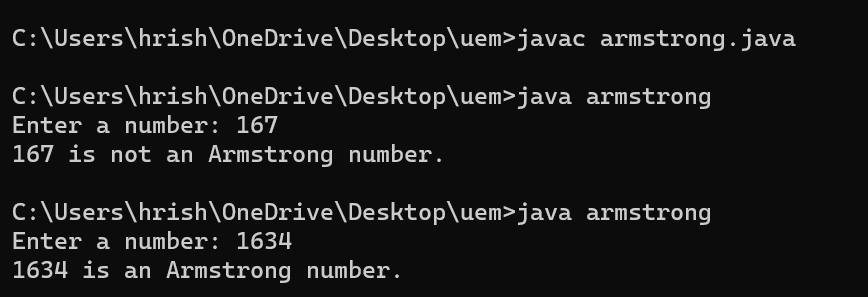 C:\Users\hrish\OneDrive\Desktop\uem>javac armstrong.java
C:\Users\hrish\OneDrive\Desktop\uem>java armstrong
Enter a number: 167
167 is not an Armstrong number.
C:\Users\hrish\OneDrive\Desktop\uem>java armstrong
Enter a number: 1634
1634 is an Armstrong number.